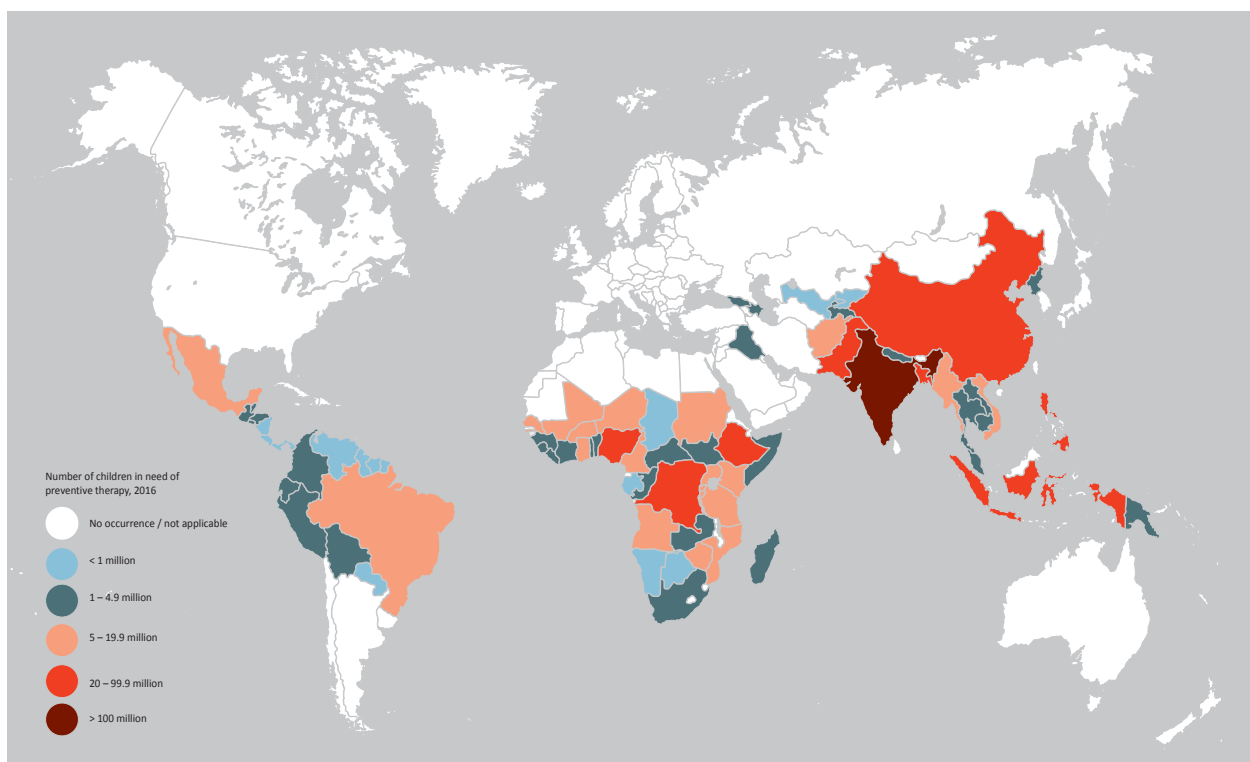 Number of children in need of
preventive therapy, 2016
No occurrence / not applicable
< 1 million
1 – 4.9 million
5 – 19.9 million
20 – 99.9 million
> 100 million